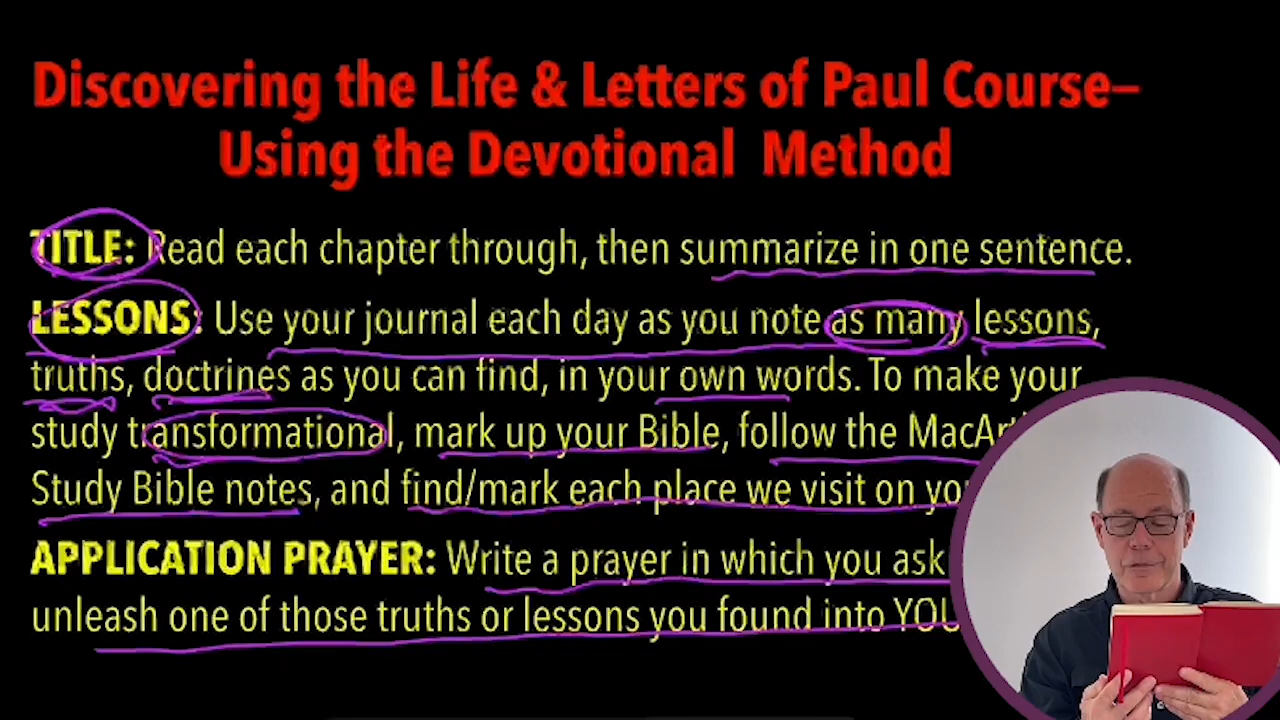 Discovering the Life & Letters of Paul Course–
Using the Devotional Method
TITLE: Read each chapter through, then summarize in one sentence.
LESSONS: Use your journal each day as you note as many lessons,
truths, doctrines as you can find, in your own words. To make your
study transformational, mark up your Bible, follow the
Study Bible notes, and find/mark each place we visit on
APPLICATION PRAYER: Write a prayer in which you ask
unleash one of those truths or lessons you found into